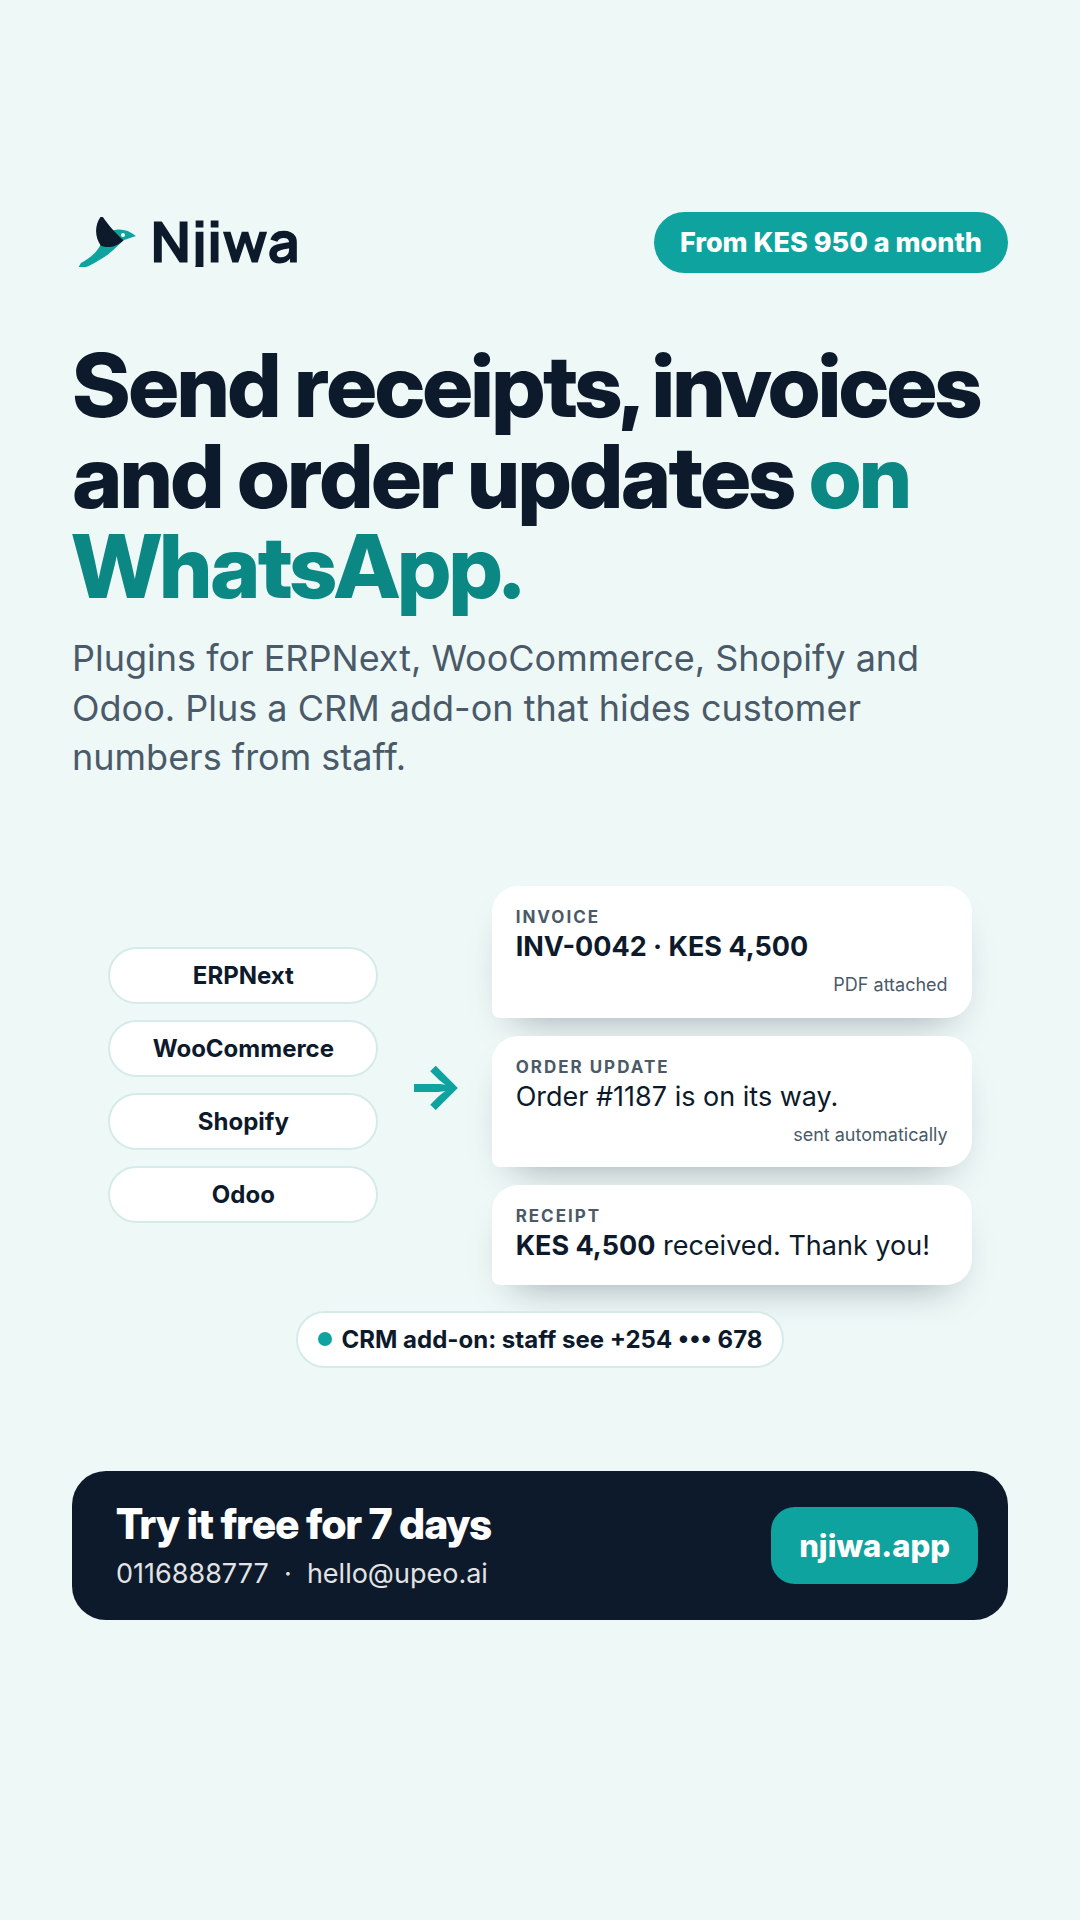 Njiwa
From KES 950 a month
Send receipts, invoices
and order updates on
WhatsApp.
Plugins for ERPNext, WooCommerce, Shopify and
Odoo. Plus a CRM add-on that hides customer
numbers from staff.
ERPNext
WooCommerce
Shopify
Odoo
INVOICE
INV-0042 · KES 4,500
PDF attached
ORDER UPDATE
Order #1187 is on its way.
sent automatically
RECEIPT
KES 4,500 received. Thank you!
CRM add-on: staff see +254 ••• 678
Try it free for 7 days
0116888777 · hello@upeo.ai
njiwa.app